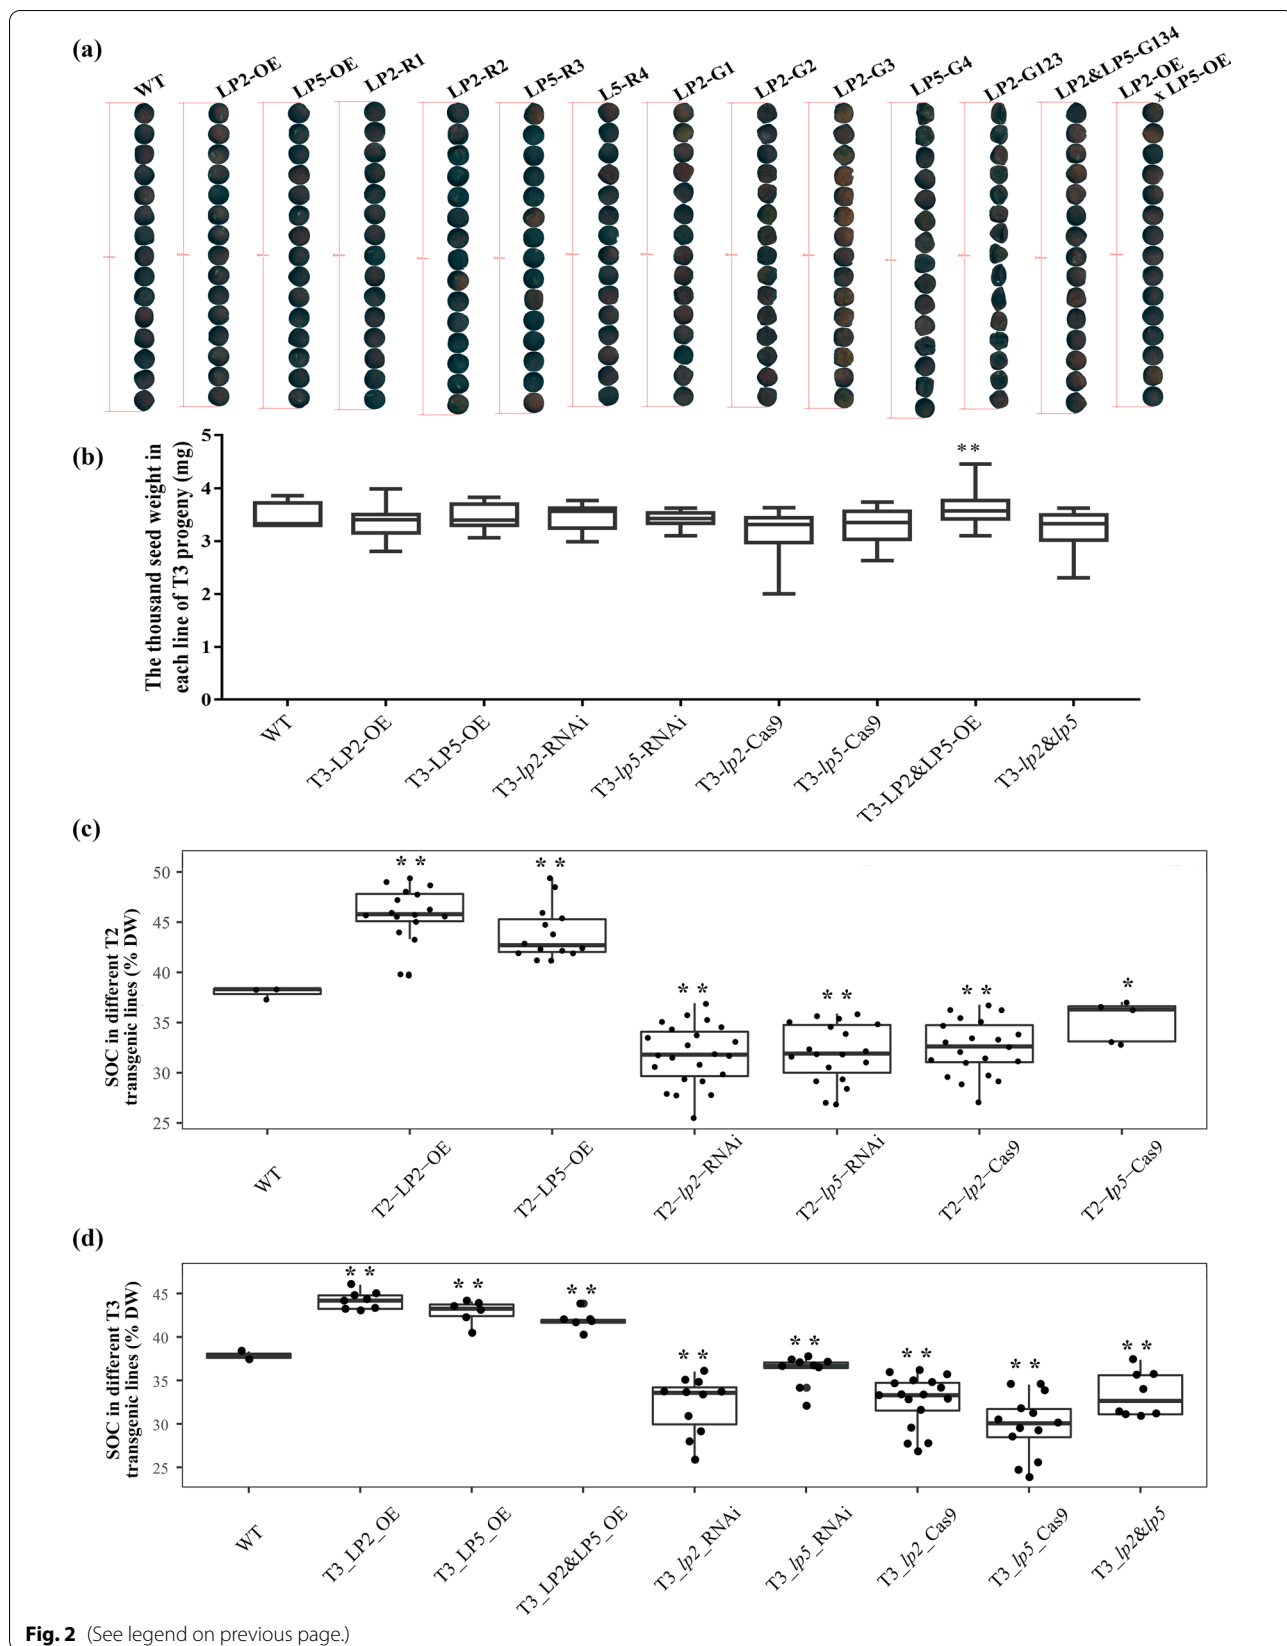 (a)
WT
LP2-OE
LP5-OE
LP2-R1
LP2-R2
LP5-R3
L5-R4
LP2-G1
LP2-G2
LP2-G3
LP5-G4
LP2-G123
LP2&LP5-G134
LP2-OE
x LP5-OE
(b)
The thousand seed weight in
each line of T3 progeny (mg)
5
4
3
2
1
0
**
WT
T3-LP2-OE
T3-LP5-OE
T3-lp2-RNAi
T3-lp5-RNAi
T3-lp2-Cas9
T3-lp5-Cas9
T3-LP2&LP5-OE
T3-lp2&lp5
(c)
SOC in different T2
transgenic lines (% DW)
50
45
40
35
30
25
* *
* *
* *
* *
* *
*
WT
T2−LP2−OE
T2−LP5−OE
T2−lp2−RNAi
T2−lp5−RNAi
T2−lp2−Cas9
T2−lp5−Cas9
(d)
SOC in different T3
transgenic lines (% DW)
45
40
35
30
25
* *
* *
* *
* *
* *
* *
* *
* *
WT
T3_LP2_OE
T3_LP5_OE
T3_LP2&LP5_OE
T3_lp2_RNAi
T3_lp5_RNAi
T3_lp2_Cas9
T3_lp5_Cas9
T3_lp2&lp5
Fig. 2 (See legend on previous page.)